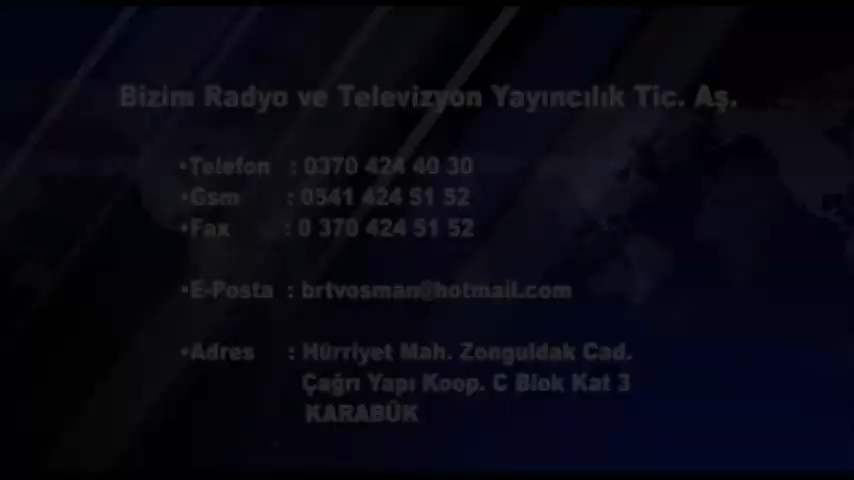 Bizim Radyo ve Televizyon Yayıncılık Tic. Aş.
•Telefon : 0370 424 40 30
•Gsm : 0541 424 51 52
•Fax : 0 370 424 51 52
•E-Posta : brtvosman@hotmail.com
•Adres : Hürriyet Mah. Zonguldak Cad.
Çağrı Yapı Koop. C Blok Kat 3
KARABÜK